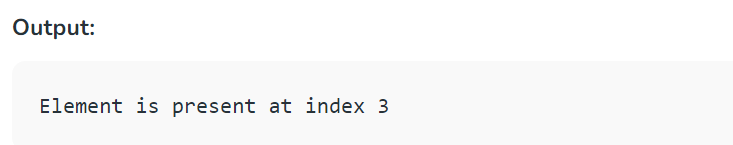 Output:
Element is present at index 3